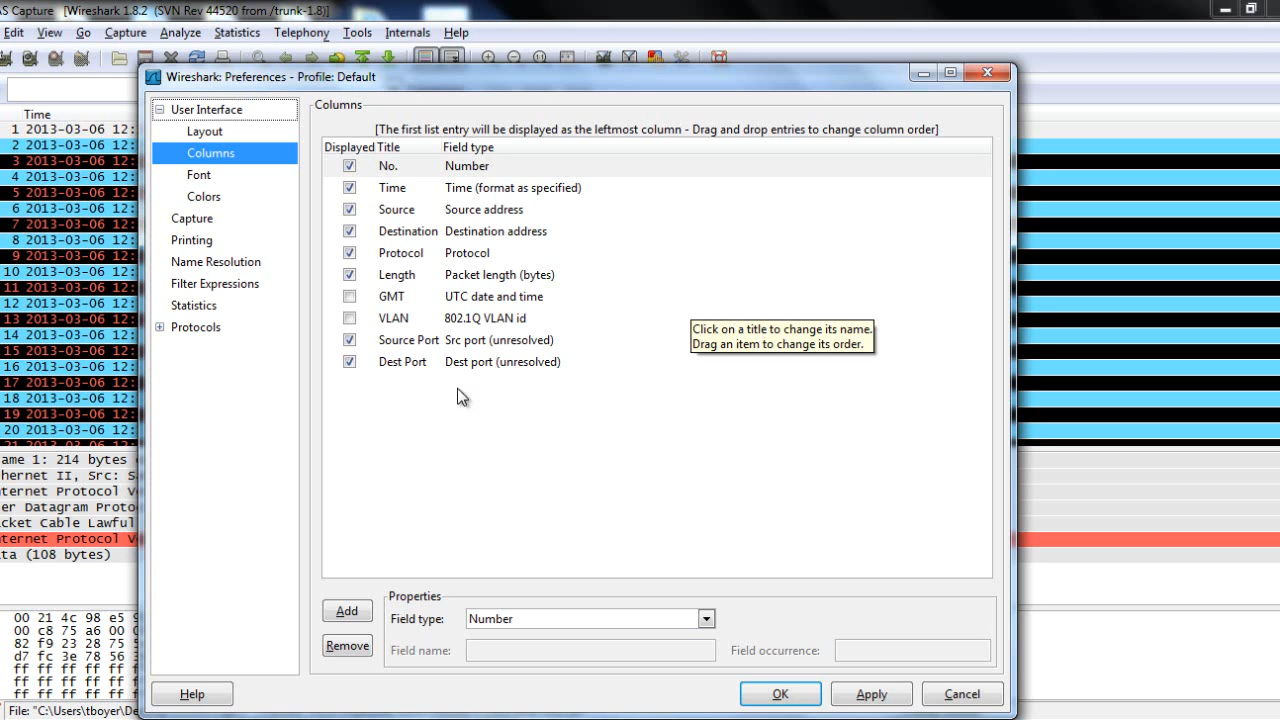 AS Capture [Wireshark 1.8.2 (SVN Rev 44520 from /trunk-1.8)]
Edit View Go Capture Analyze Statistics Telephony Tools Internals Help
Wireshark: Preferences - Profile: Default
User Interface
Layout
Columns
Font
Colors
Capture
Printing
Name Resolution
Filter Expressions
Statistics
Protocols
Columns
[The first list entry will be displayed as the leftmost column - Drag and drop entries to change column order]
Displayed Title Field type
No. Number
Time Time (format as specified)
Source Source address
Destination Destination address
Protocol Protocol
Length Packet length (bytes)
GMT UTC date and time
VLAN 802.1Q VLAN id
Source Port Src port (unresolved)
Dest Port Dest port (unresolved)
Click on a title to change its name.
Drag an item to change its order.
Add
Remove
Properties
Field type: Number
Field name:
Field occurrence:
Help
OK
Apply
Cancel
Time
1 2013-03-06 12:
2 2013-03-06 12:
3 2013-03-06 12:
4 2013-03-06 12:
5 2013-03-06 12:
6 2013-03-06 12:
7 2013-03-06 12:
8 2013-03-06 12:
9 2013-03-06 12:
10 2013-03-06 12:
11 2013-03-06 12:
12 2013-03-06 12:
13 2013-03-06 12:
14 2013-03-06 12:
15 2013-03-06 12:
16 2013-03-06 12:
17 2013-03-06 12:
18 2013-03-06 12:
19 2013-03-06 12:
20 2013-03-06 12:
ame 1: 214 bytes
hernet II, Src: S
nternet Protocol V
er Datagram Proto
cket Cable Lawful
nternet Protocol V
ta (108 bytes)
00 21 4c 98 e5
00 c8 75 a6 00
82 f9 23 28 75
d7 fc 3e 78 56
ff ff ff ff ff
ff ff ff ff ff
ff ff ff ff ff
File: "C:\Users\tboyer\De